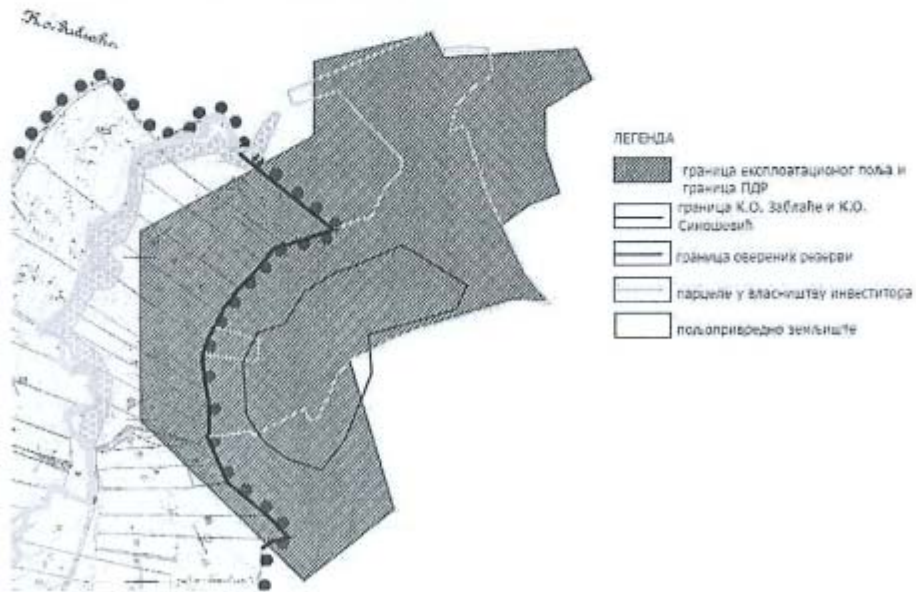 ЛЕГЕНДА
граница експлоатационог поља и
граница ПДР
граница К.О. Заблаће и К.О.
Синошевић
граница оверених резерви
парцеле у власништву инвеститора
пољопривредно земљиште